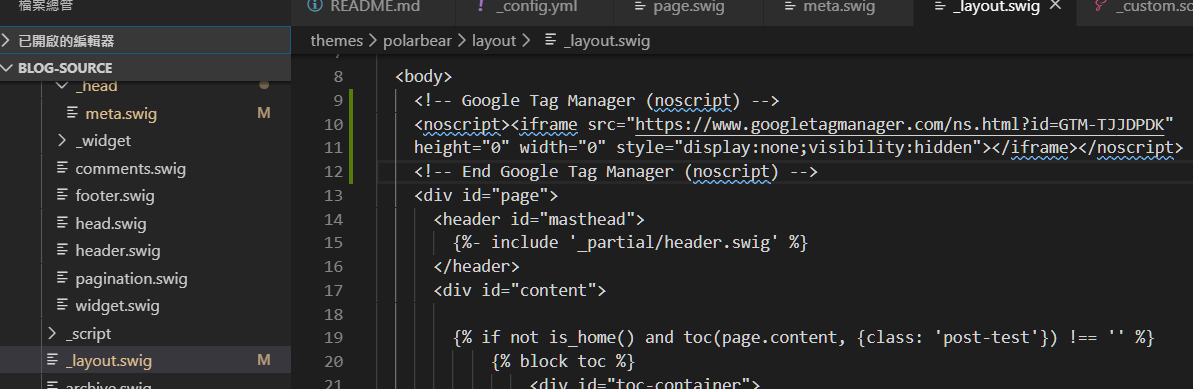 檔案總管
已開啟的編輯器
BLOG-SOURCE
_head
meta.swig M
_widget
comments.swig
footer.swig
head.swig
header.swig
pagination.swig
widget.swig
_script
_layout.swig M
archive.swig
README.md ! _config.yml page.swig meta.swig _layout.swig _custom.sc
themes > polarbear > layout > _layout.swig
7
8 <body>
9 <!-- Google Tag Manager (noscript) -->
10 <noscript><iframe src="https://www.googletagmanager.com/ns.html?id=GTM-TJJDPDK"
11 height="0" width="0" style="display:none;visibility:hidden"></iframe></noscript>
12 <!-- End Google Tag Manager (noscript) -->
13 <div id="page">
14 <header id="masthead">
15 {%- include '_partial/header.swig' %}
16 </header>
17 <div id="content">
18
19 {% if not is_home() and toc(page.content, {class: 'post-test'}) !== '' %}
20 {% block toc %}
21 <div id="toc-container">